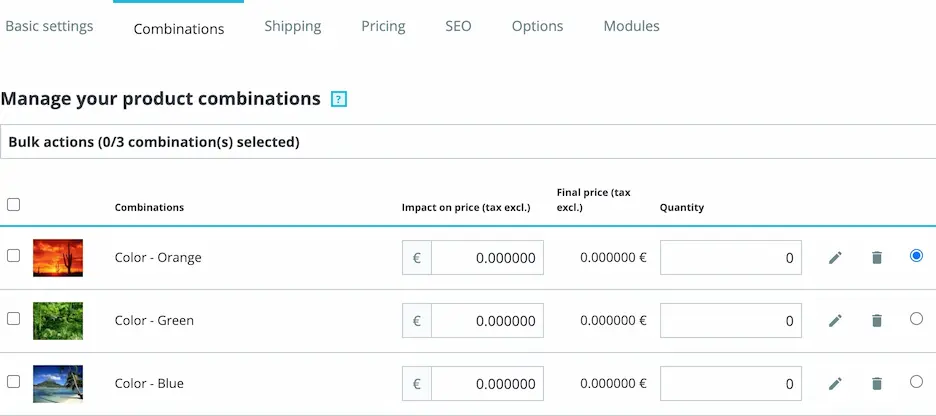 Basic settings Combinations Shipping Pricing SEO Options Modules
Manage your product combinations ?
Bulk actions (0/3 combination(s) selected)
Combinations Impact on price (tax excl.) Final price (tax excl.) Quantity
Color - Orange € 0.000000 0.000000 € 0
Color - Green € 0.000000 0.000000 € 0
Color - Blue € 0.000000 0.000000 € 0